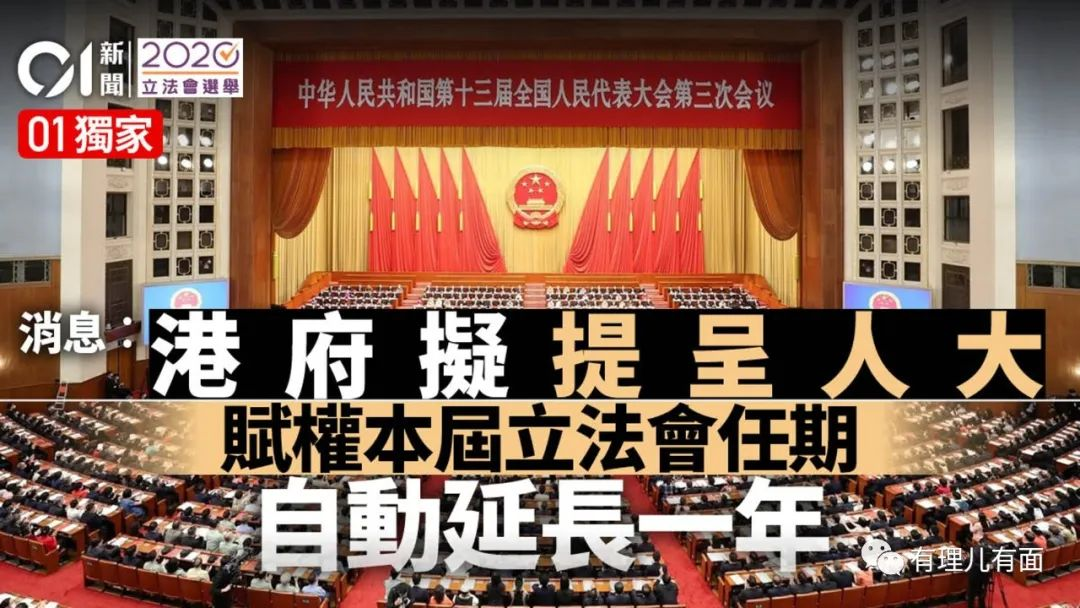 01 新聞
2020
立法會選舉
01獨家
中华人民共和国第十三届全国人民代表大会第三次会议
消息：港府擬提呈人大
賦權本屆立法會任期
自動延長一年
有理儿有面